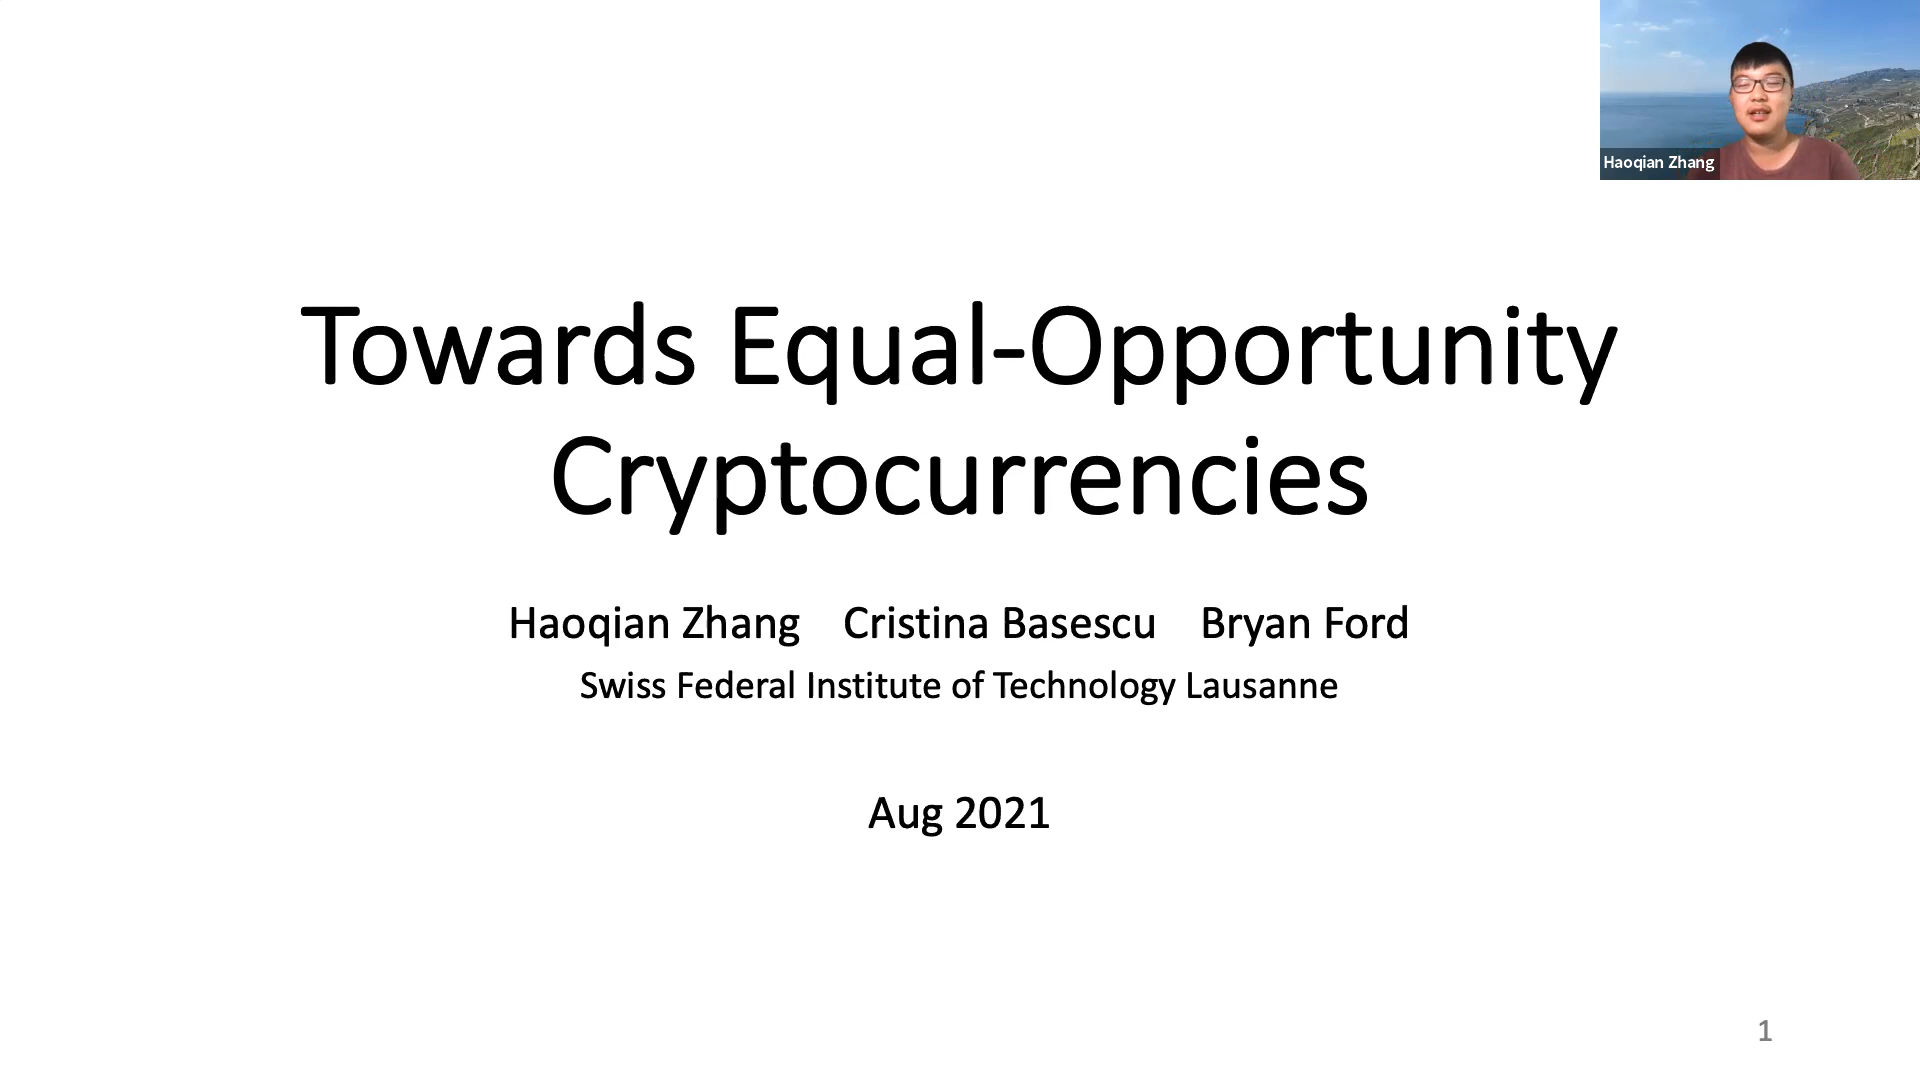 Haoqian Zhang
Towards Equal-Opportunity
Cryptocurrencies
Haoqian Zhang Cristina Basescu Bryan Ford
Swiss Federal Institute of Technology Lausanne
Aug 2021
1